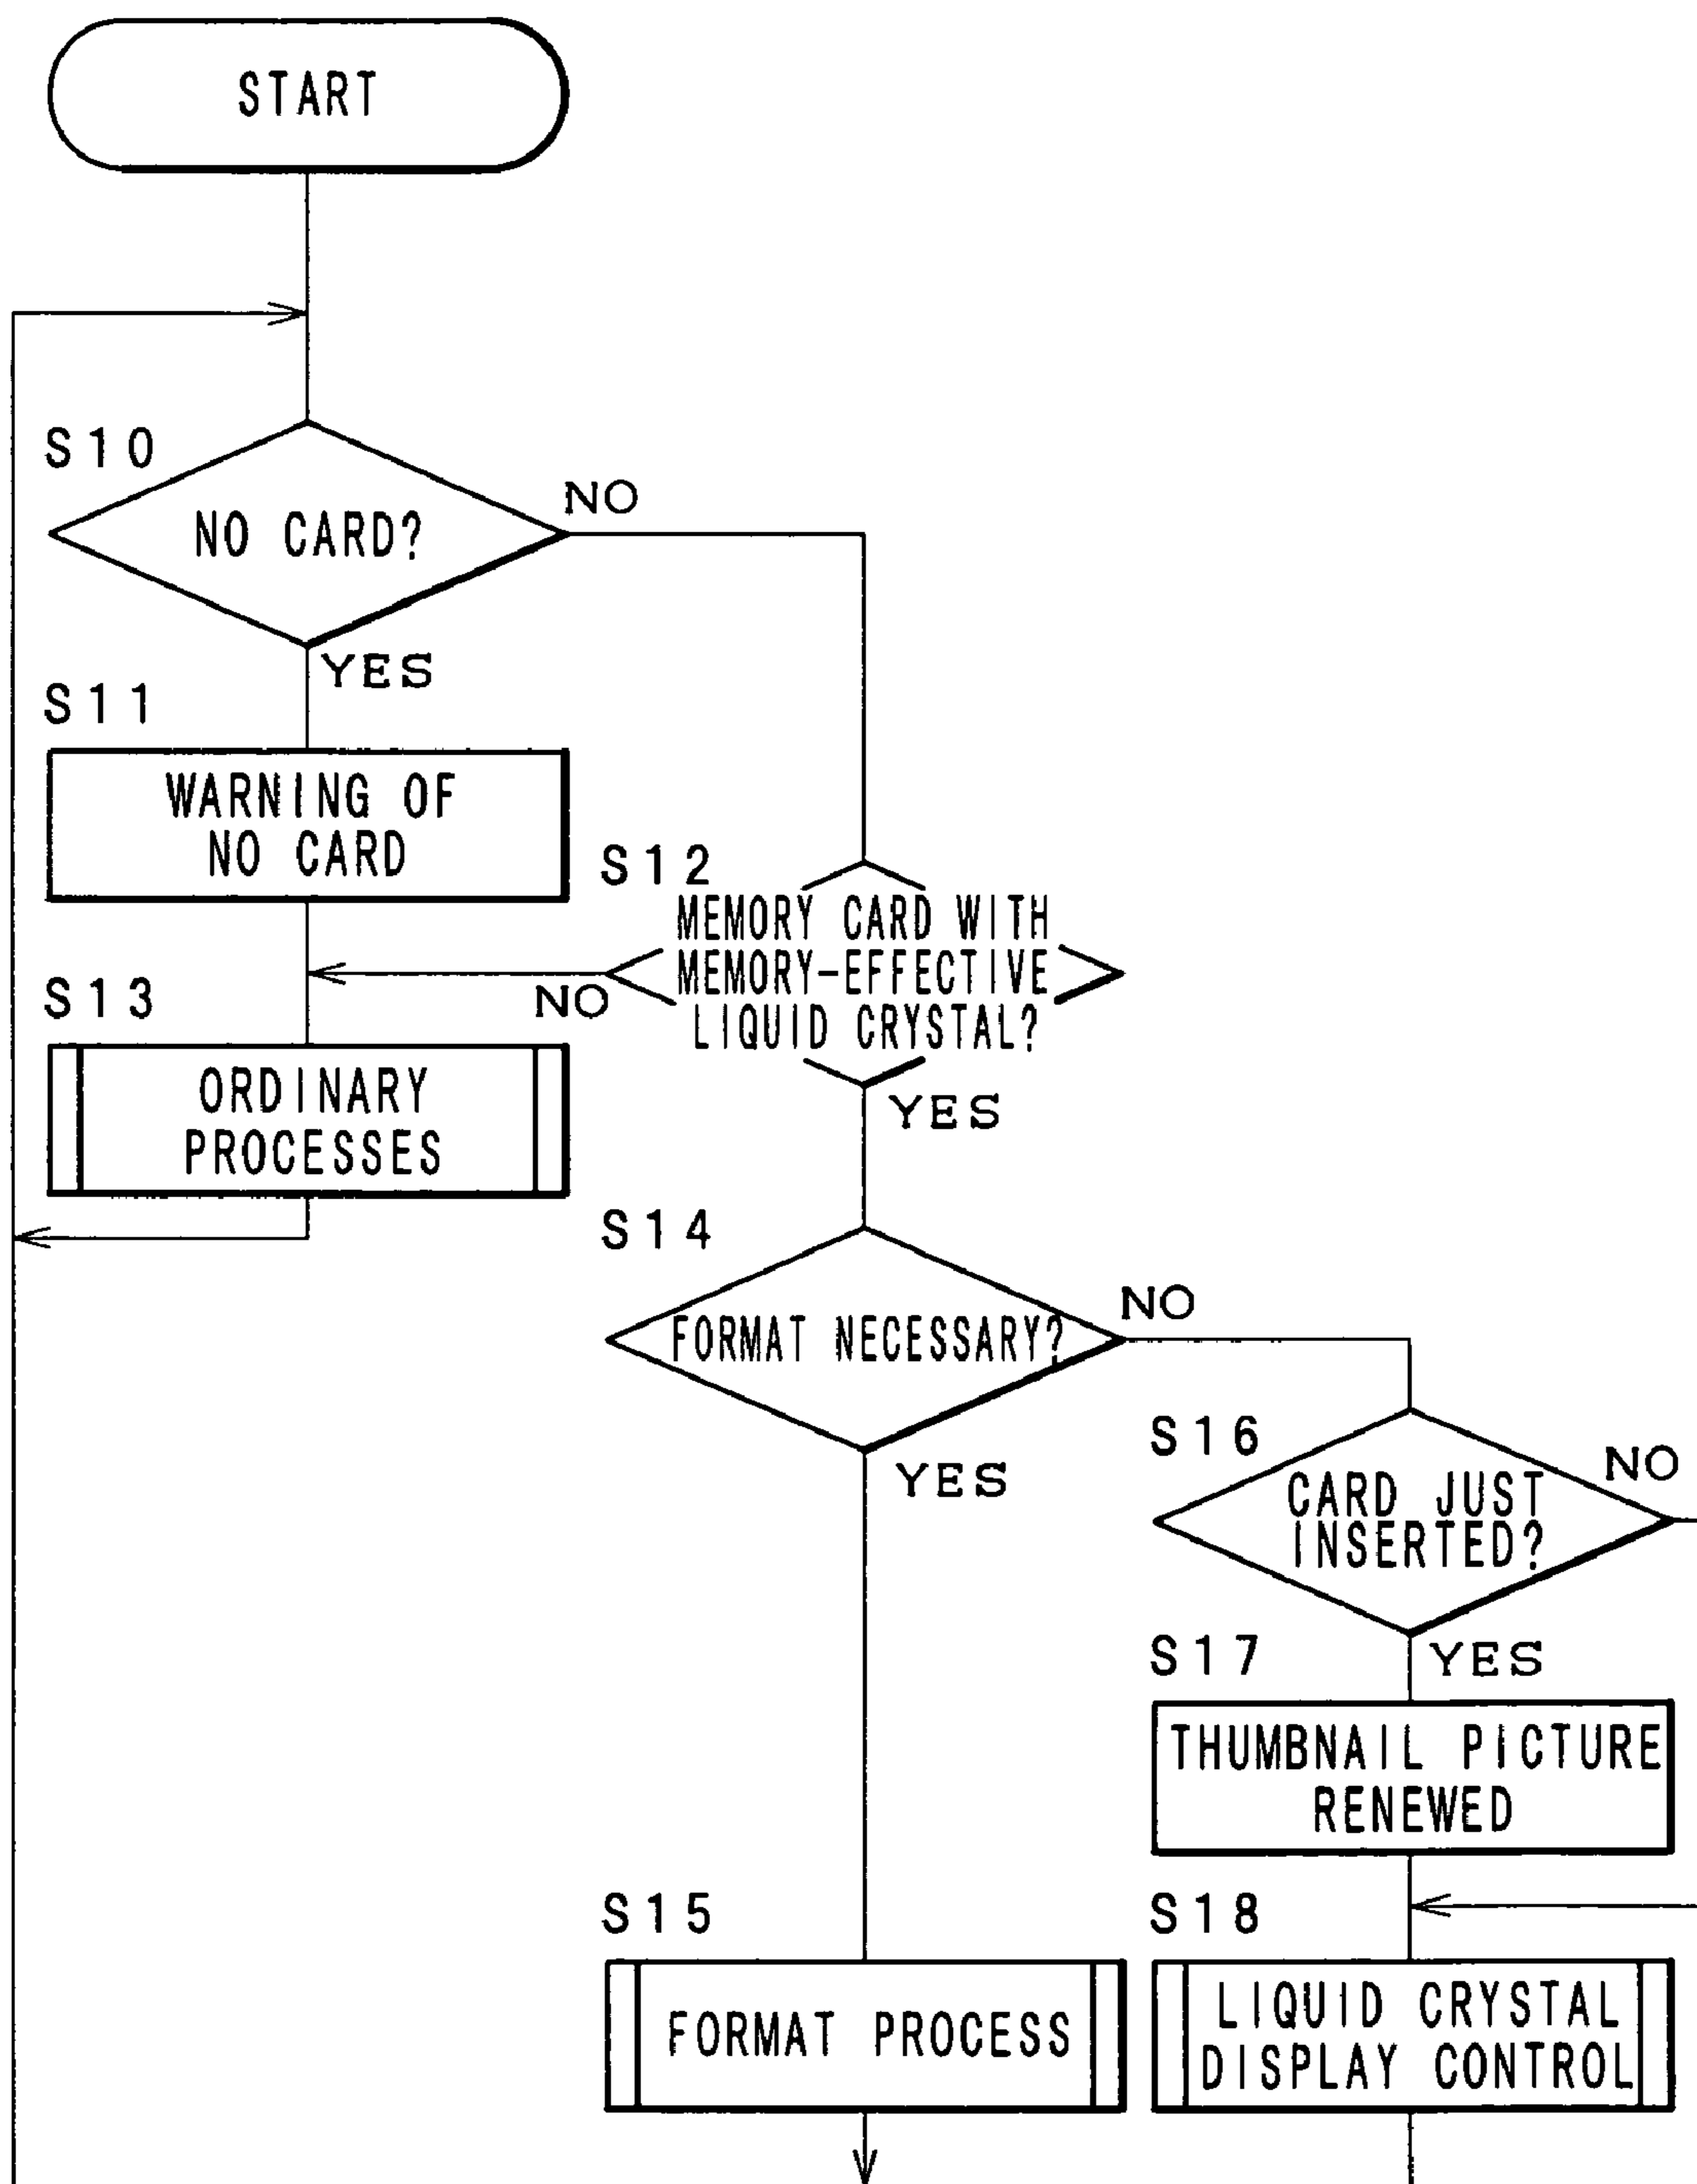 START
S10
NO CARD?
NO
YES
S11
WARNING OF
NO CARD
S12
MEMORY CARD WITH
MEMORY-EFFECTIVE
LIQUID CRYSTAL?
NO
YES
S13
ORDINARY
PROCESSES
S14
FORMAT NECESSARY?
NO
YES
S16
CARD JUST
INSERTED?
NO
YES
S17
THUMBNAIL PICTURE
RENEWED
S15
FORMAT PROCESS
S18
LIQUID CRYSTAL
DISPLAY CONTROL